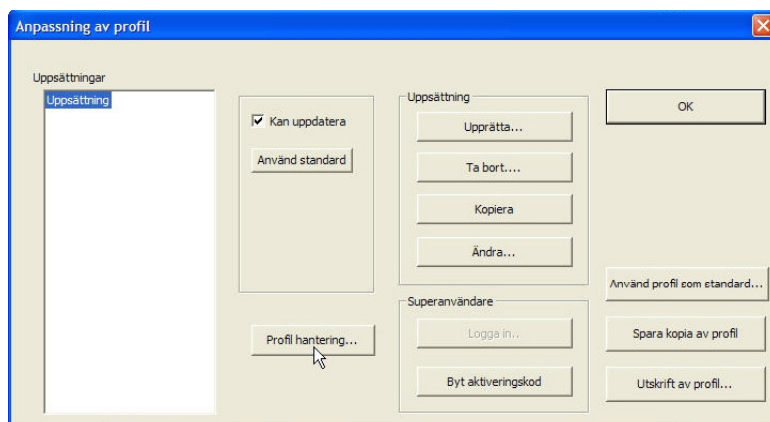 Anpassning av profil
Uppsättningar
Uppsättning
Kan uppdatera
Använd standard
Profil hantering...
Uppsättning
Upprätta...
Ta bort....
Kopiera
Ändra...
Superanvändare
Logga in..
Byt aktiveringskod
OK
Använd profil som standard...
Spara kopia av profil
Utskrift av profil...